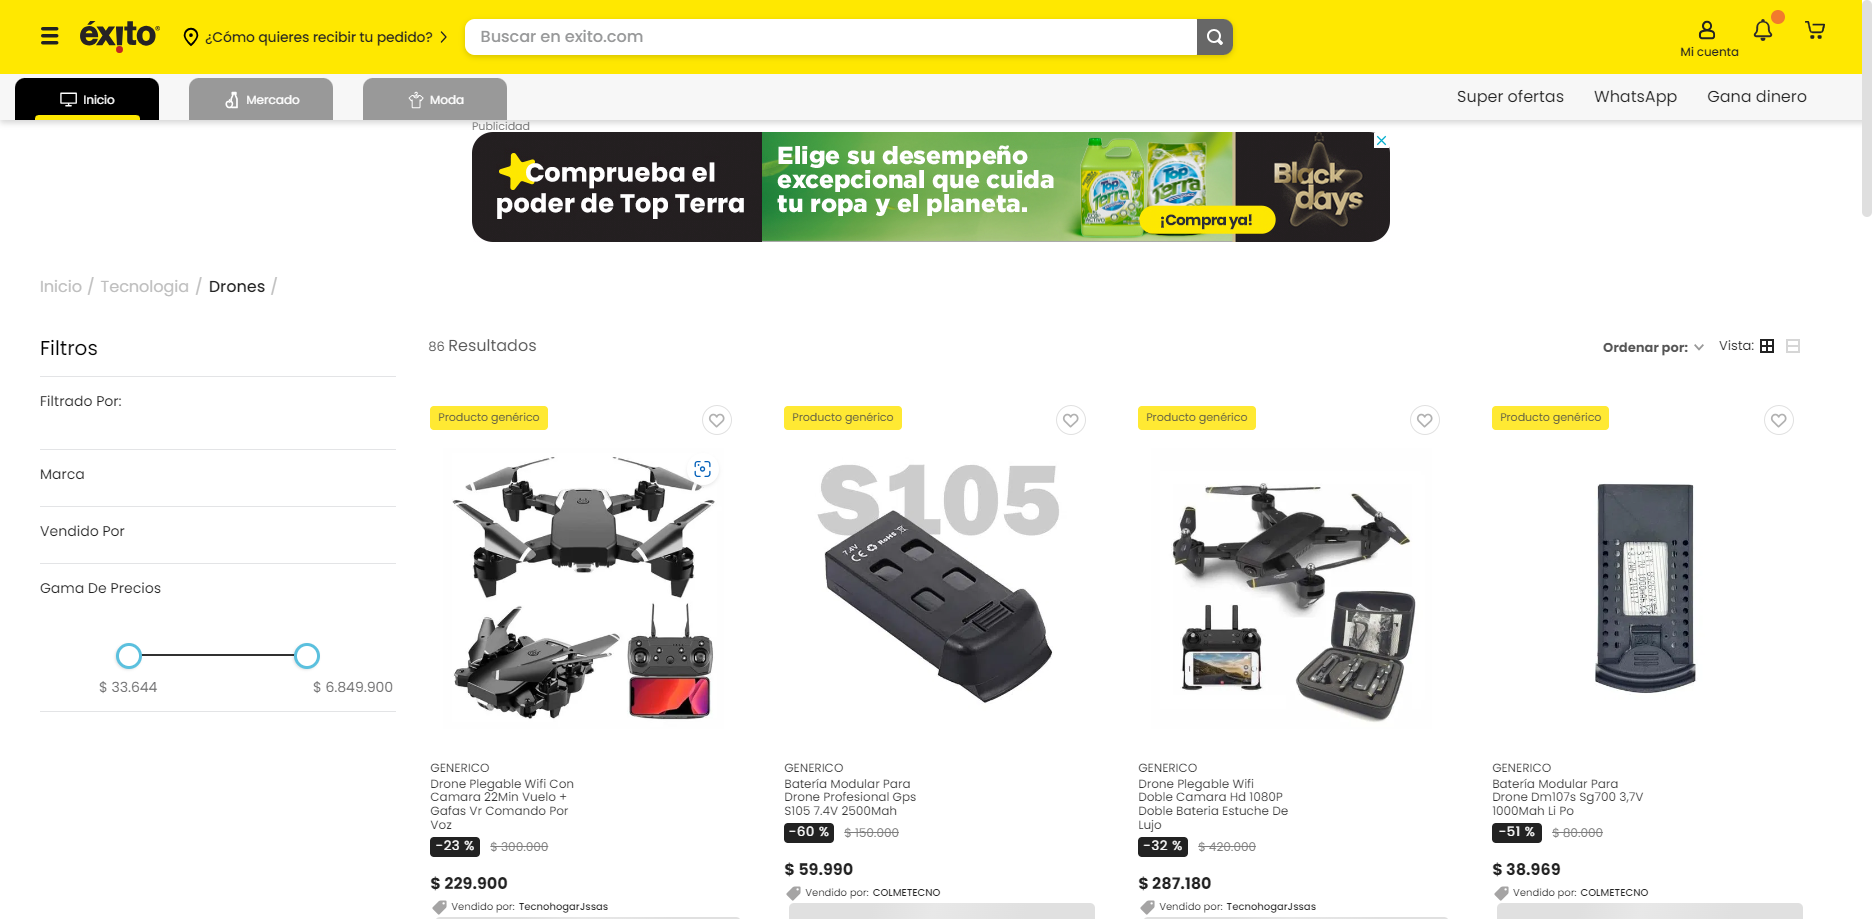 éxito
¿Cómo quieres recibir tu pedido?
Buscar en exito.com
Mi cuenta
Inicio
Mercado
Moda
Super ofertas
WhatsApp
Gana dinero
Publicidad
Comprueba el
poder de Top Terra
Elige su desempeño
excepcional que cuida
tu ropa y el planeta.
Top
Terra
Top
Terra
¡Compra ya!
Black
days
Inicio / Tecnologia / Drones /
Filtros
Filtrado Por:
Marca
Vendido Por
Gama De Precios
$ 33.644
$ 6.849.900
86 Resultados
Ordenar por:
Vista:
Producto genérico
GENERICO
Drone Plegable Wifi Con
Camara 22Min Vuelo +
Gafas Vr Comando Por
Voz
-23 % $ 300.000
$ 229.900
Vendido por: TecnohogarJssas
Producto genérico
S105
7.4V
CE RoHS
GENERICO
Batería Modular Para
Drone Profesional Gps
S105 7.4V 2500Mah
-60 % $ 150.000
$ 59.990
Vendido por: COLMETECNO
Producto genérico
GENERICO
Drone Plegable Wifi
Doble Camara Hd 1080P
Doble Bateria Estuche De
Lujo
-32 % $ 420.000
$ 287.180
Vendido por: TecnohogarJssas
Producto genérico
GENERICO
Batería Modular Para
Drone Dm107s Sg700 3,7V
1000Mah Li Po
-51 % $ 80.000
$ 38.969
Vendido por: COLMETECNO